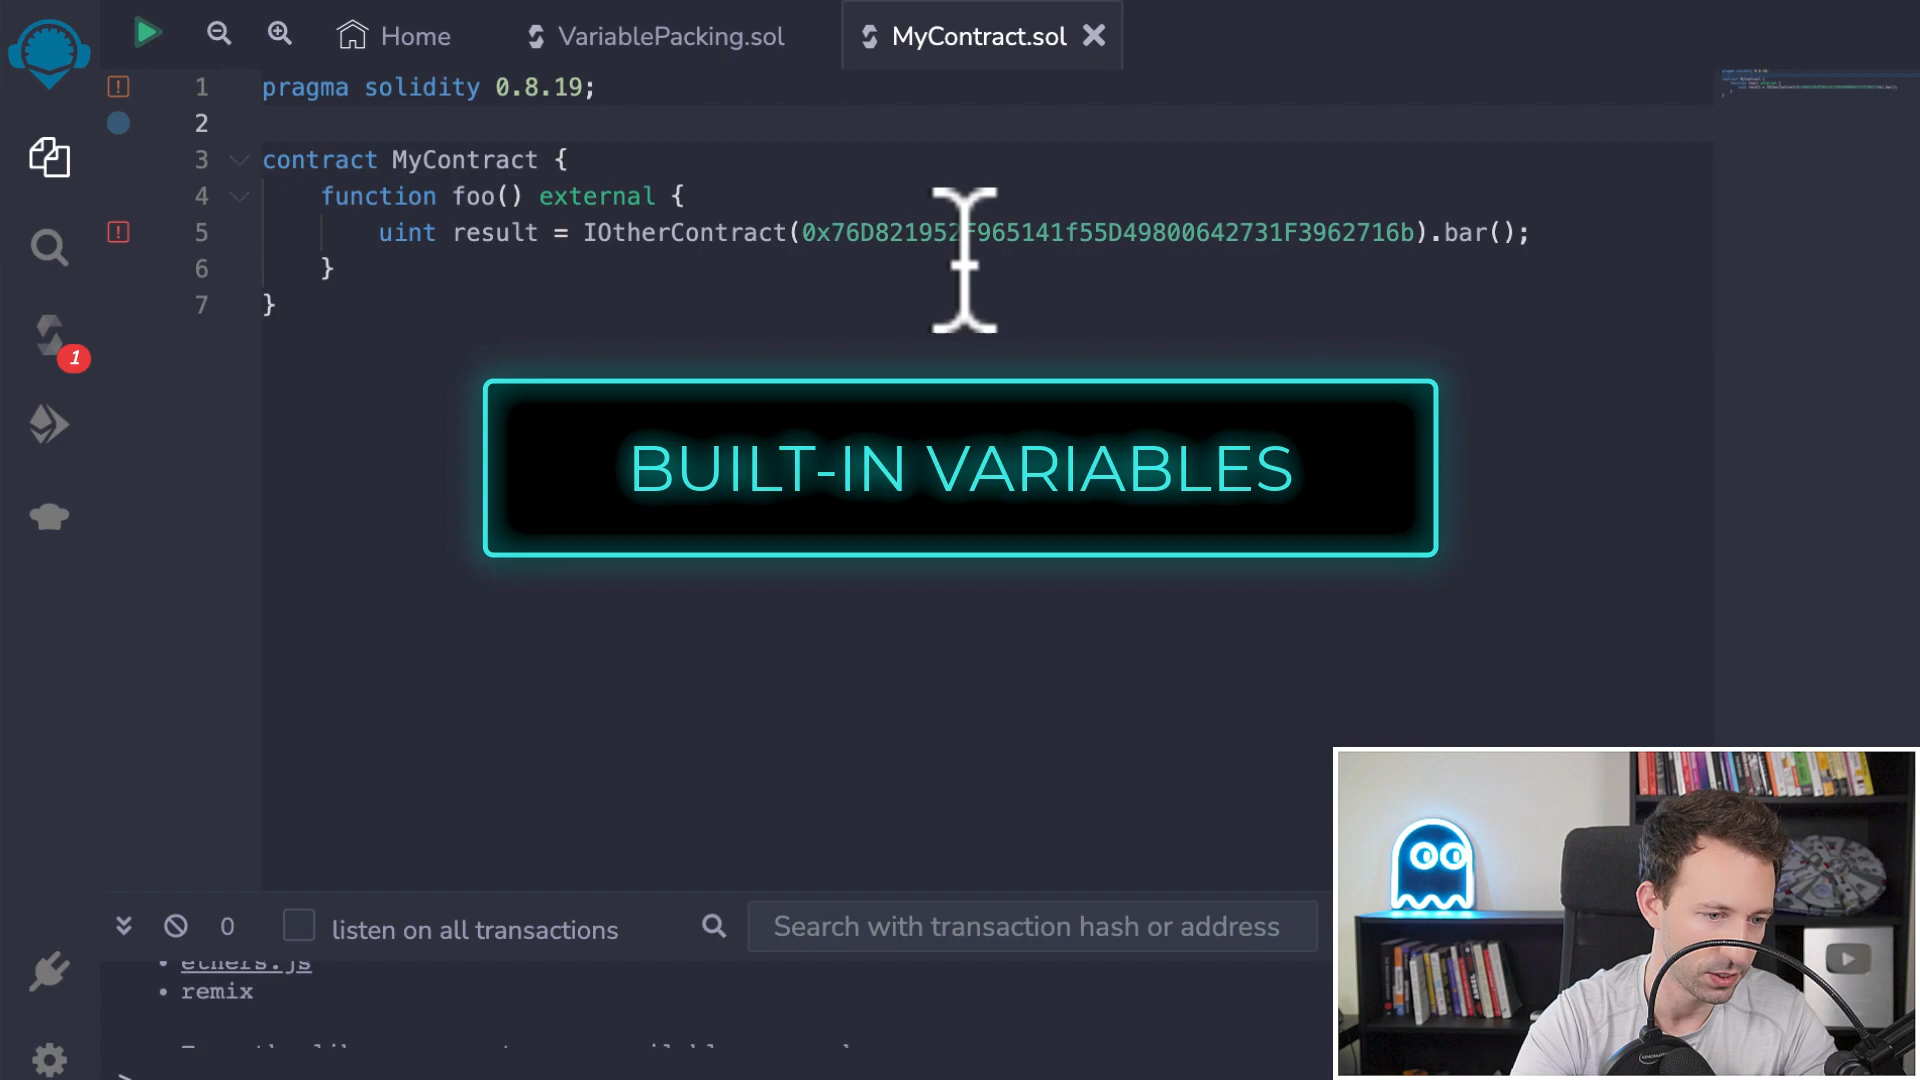 Home
VariablePacking.sol
MyContract.sol
1 pragma solidity 0.8.19;
2
3 contract MyContract {
4 function foo() external {
5 uint result = IOtherContract(0x76D821952F965141f55D49800642731F3962716b).bar();
6 }
7 }
1
BUILT-IN VARIABLES
0
listen on all transactions
Search with transaction hash or address
• ethers.js
• remix
>